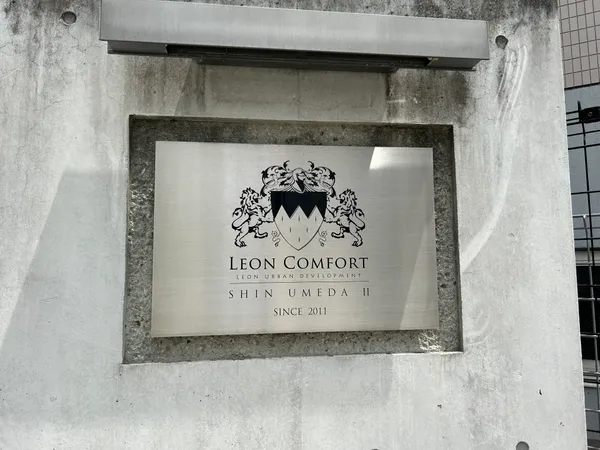 LEON COMFORT
LEON URBAN DEVELOPMENT
SHIN UMEDA II
SINCE 2011